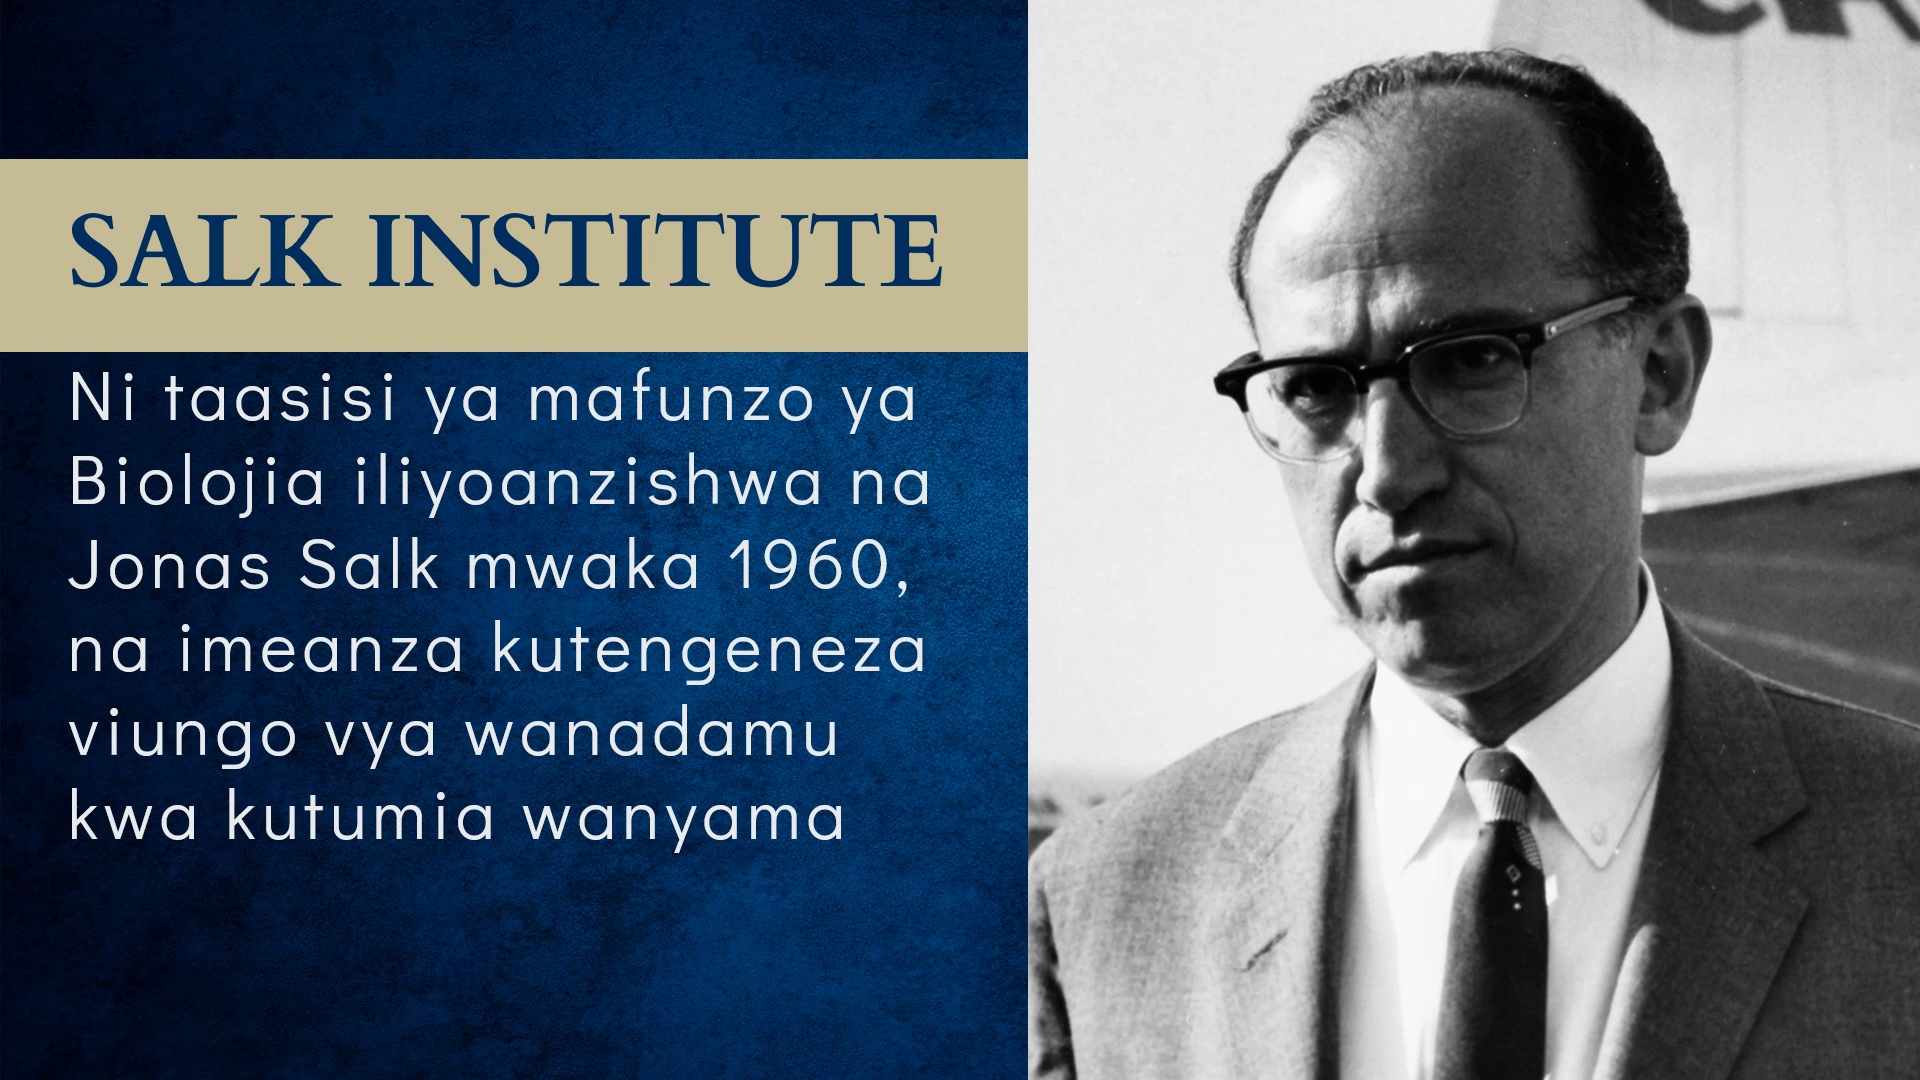 SALK INSTITUTE
Ni taasisi ya mafunzo ya
Biolojia iliyoanzishwa na
Jonas Salk mwaka 1960,
na imeanza kutengeneza
viungo vya wanadamu
kwa kutumia wanyama